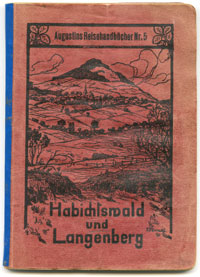 Augustins Reisehandbücher Nr. 5
Habichtswald
und
Langenberg